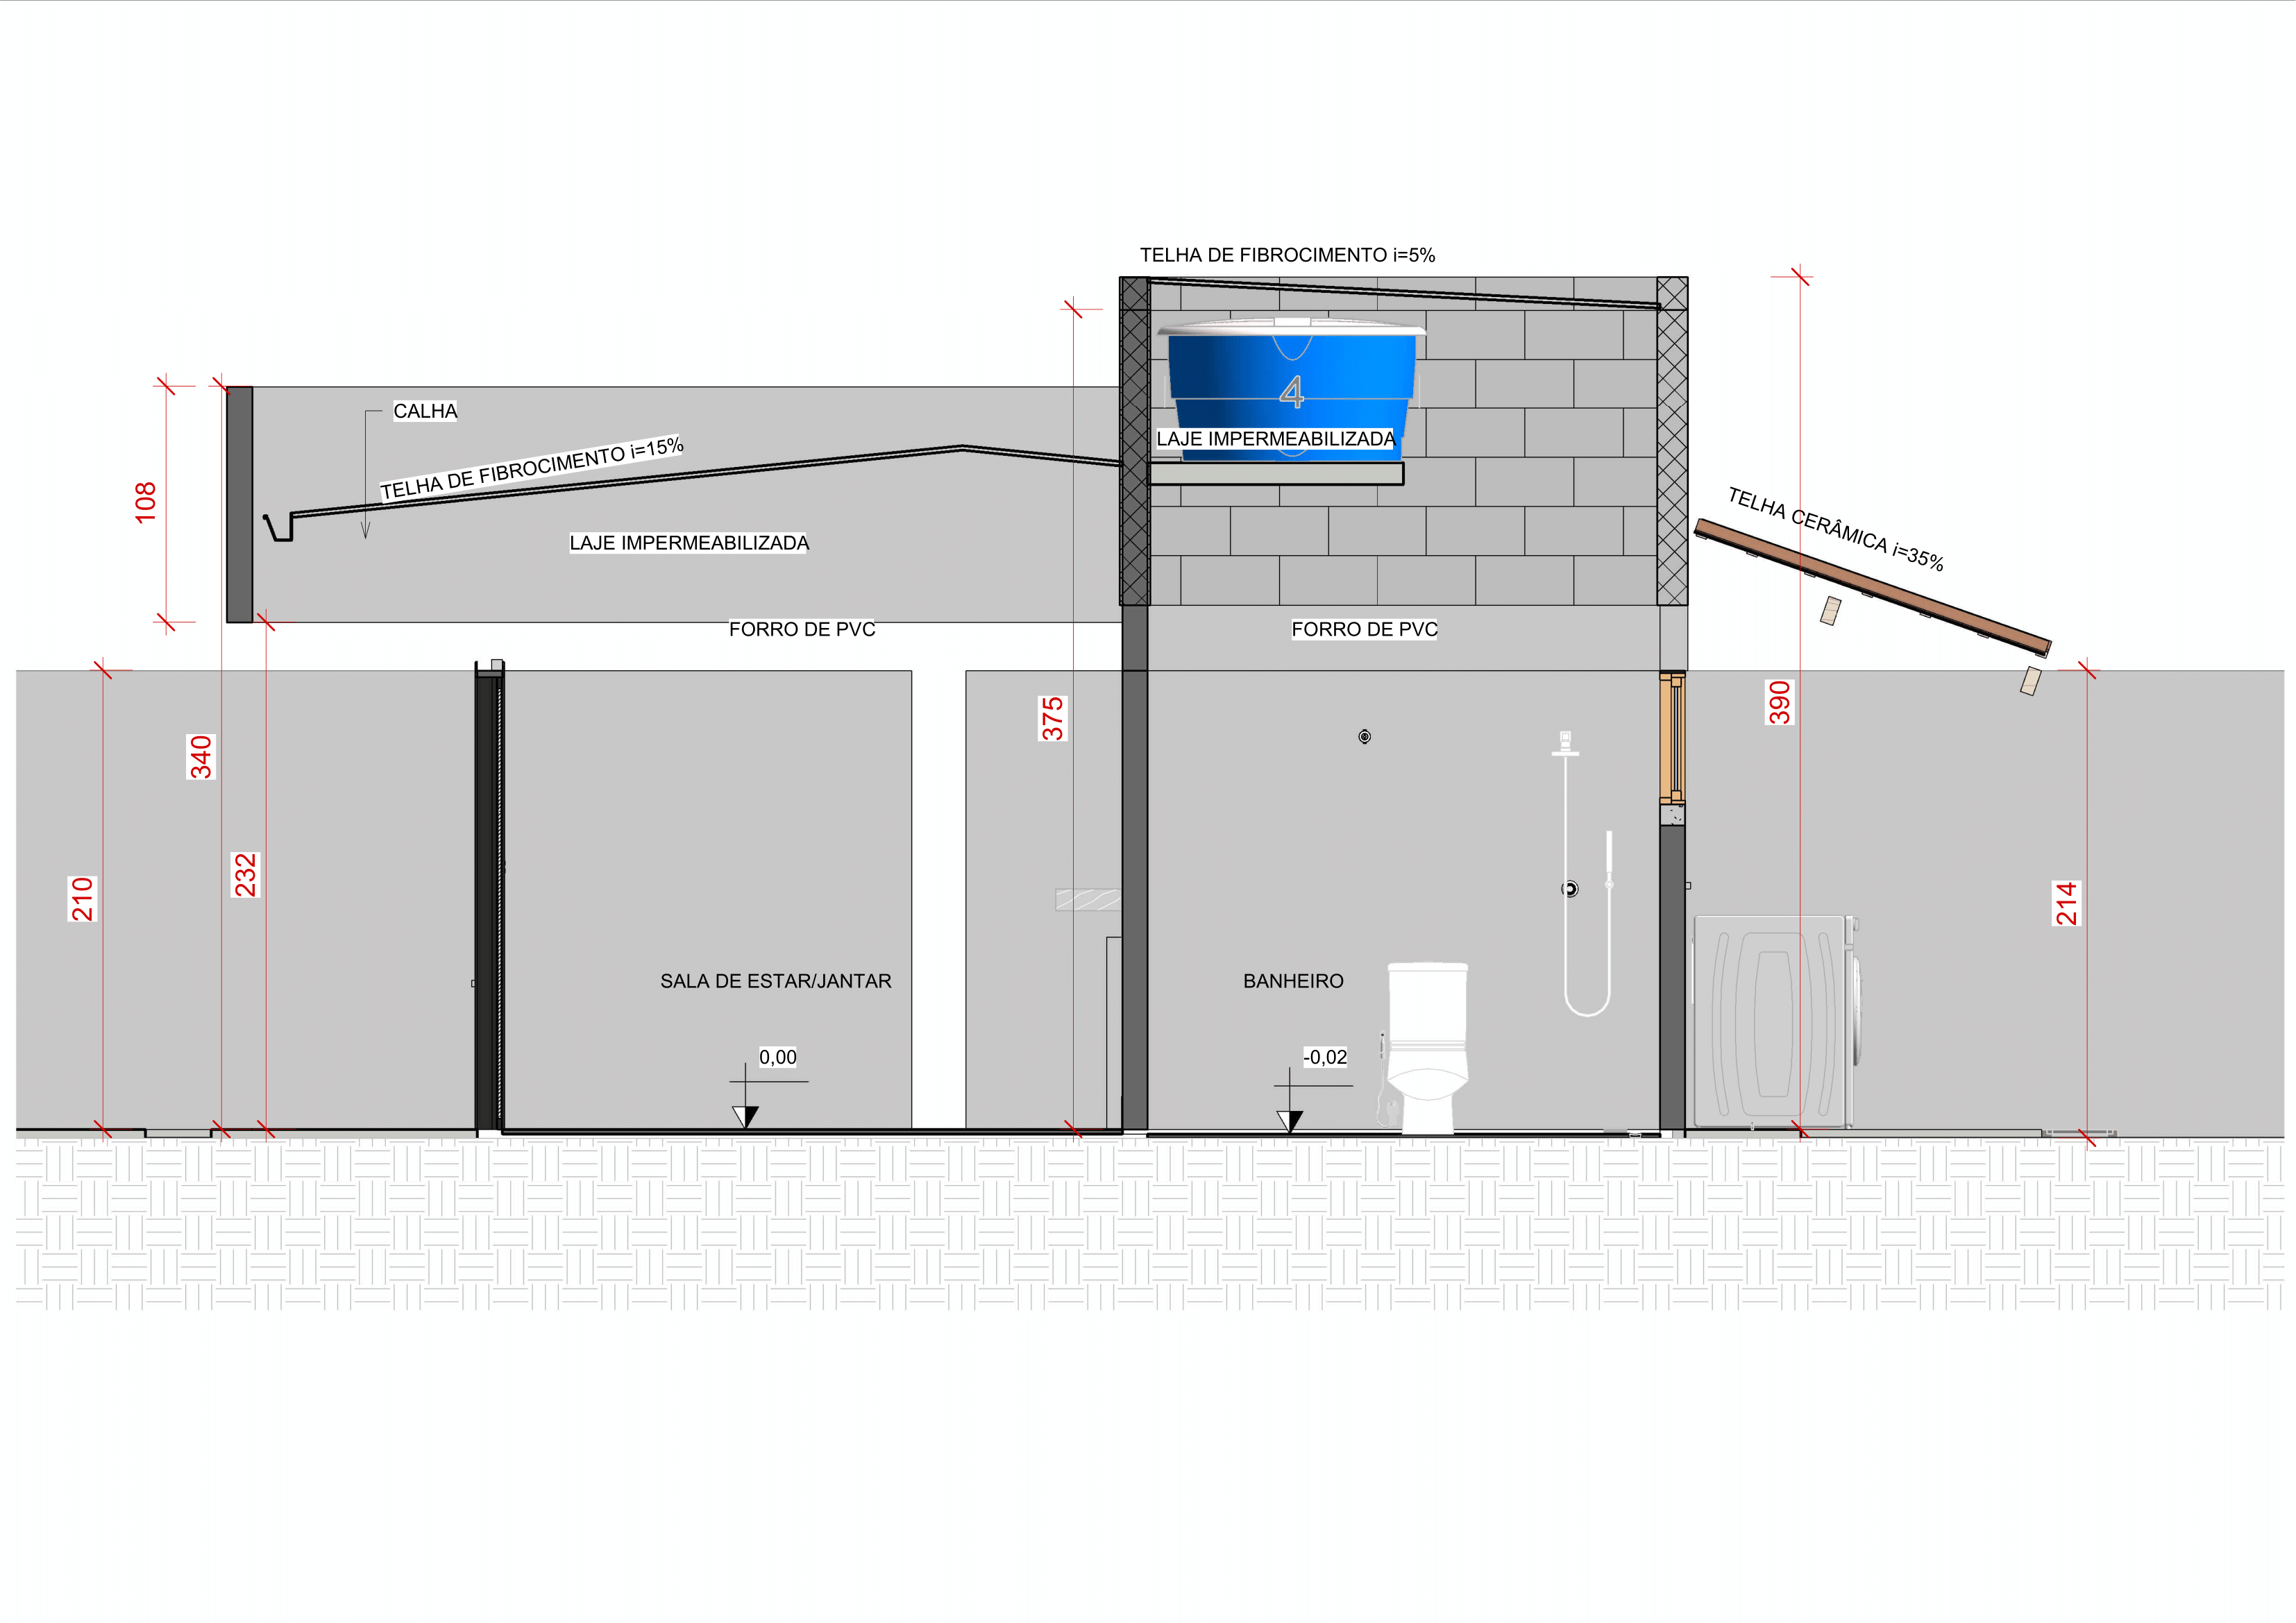 TELHA DE FIBROCIMENTO i=5%
CALHA
TELHA DE FIBROCIMENTO i=15%
4
LAJE IMPERMEABILIZADA
108
TELHA CERÂMICA i=35%
LAJE IMPERMEABILIZADA
FORRO DE PVC
FORRO DE PVC
375
390
340
232
210
214
SALA DE ESTAR/JANTAR
BANHEIRO
0,00
-0,02